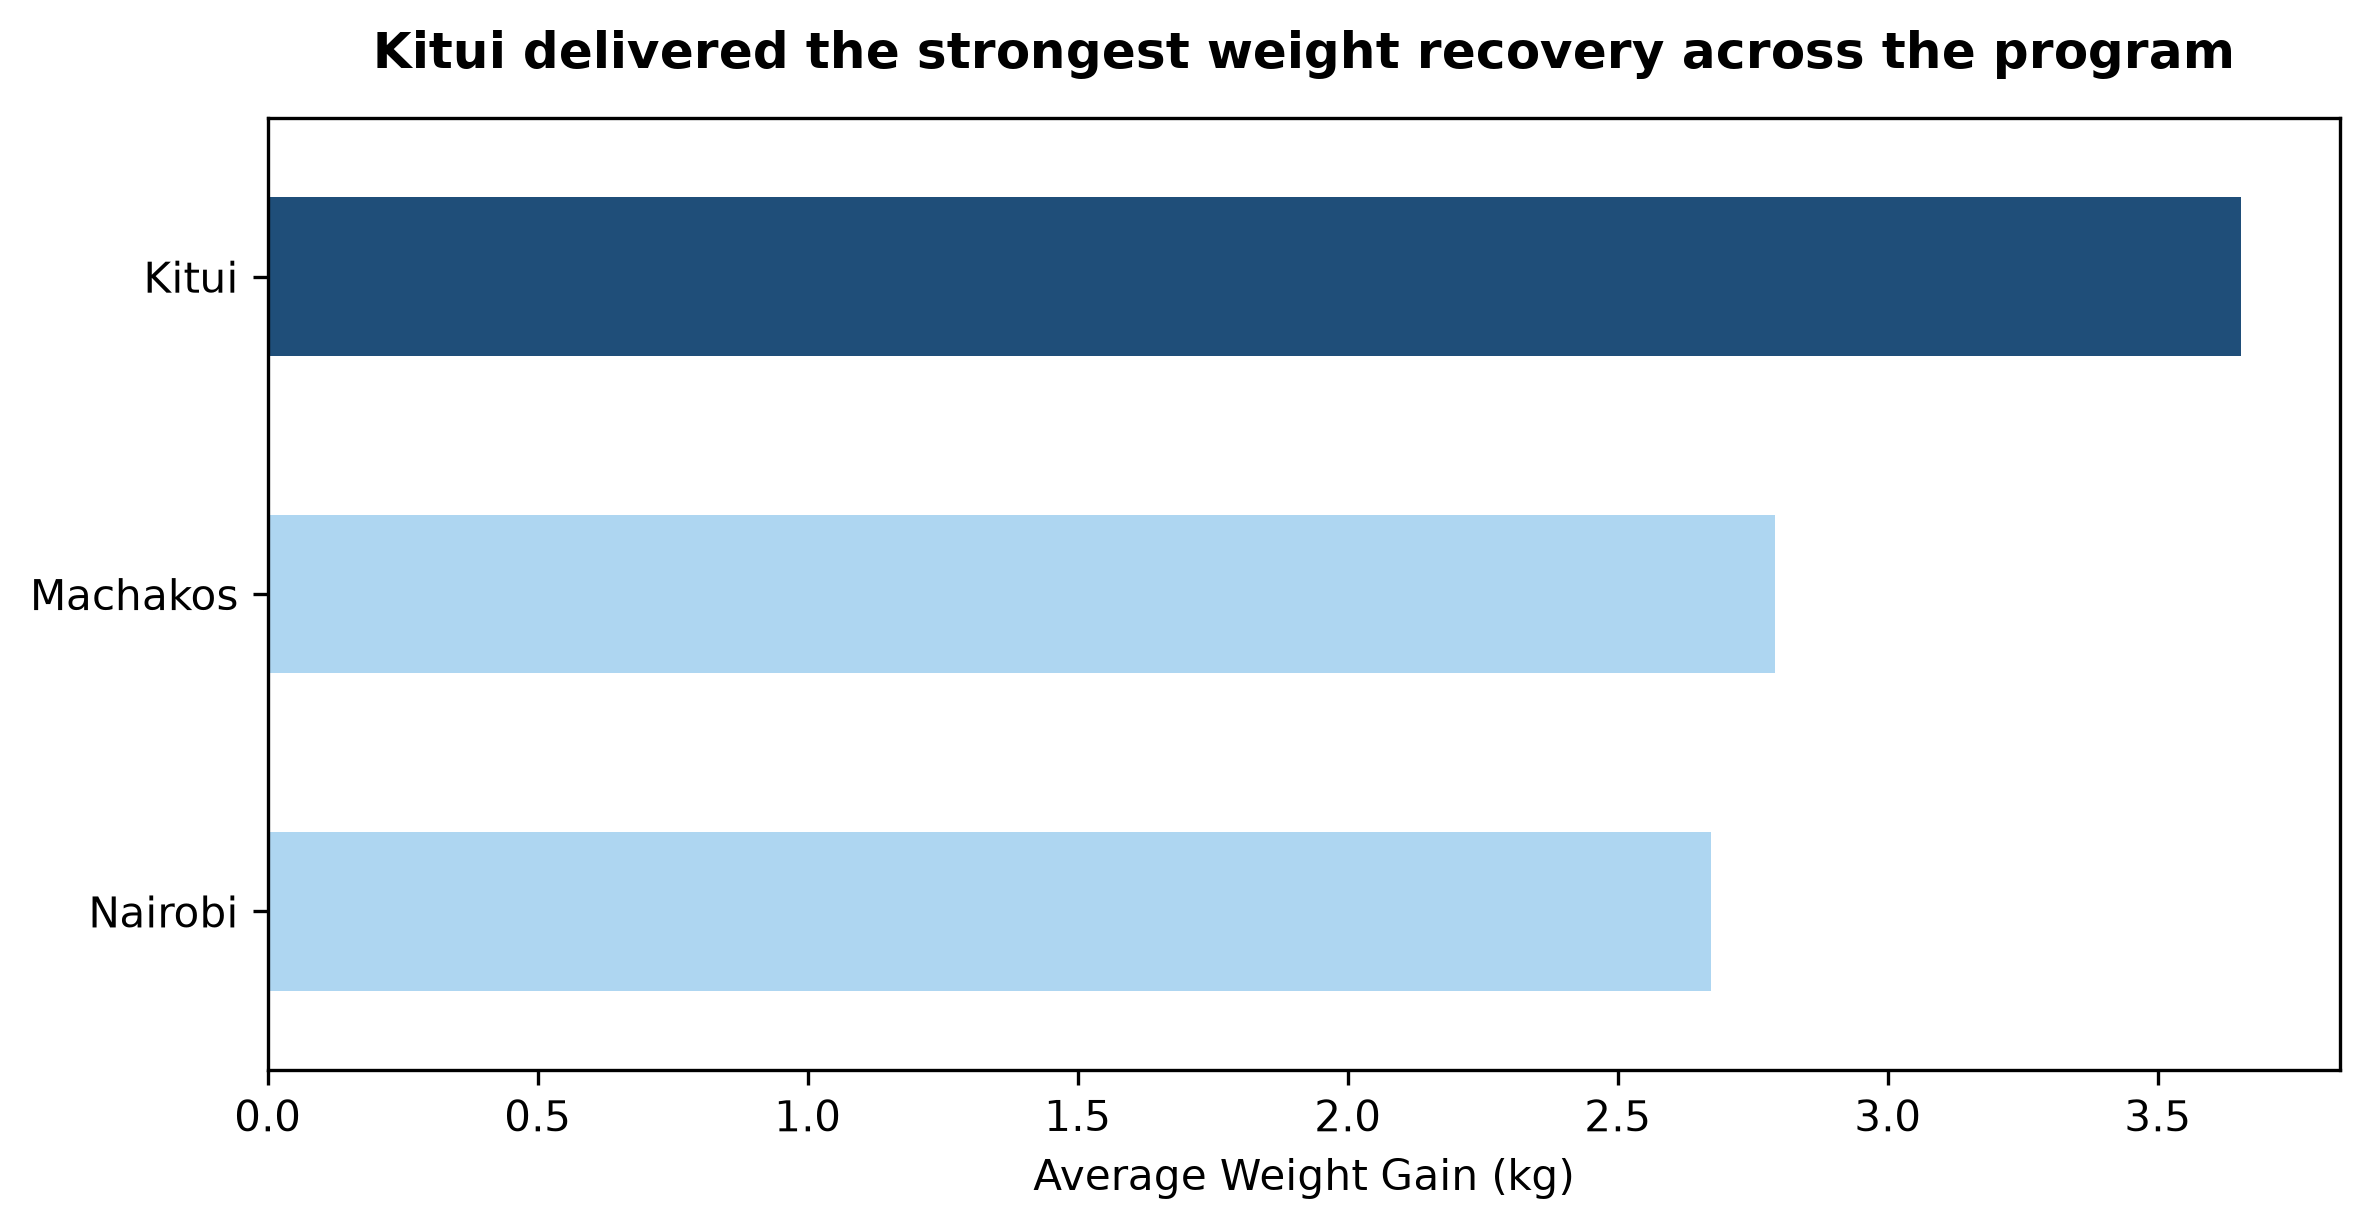 Kitui delivered the strongest weight recovery across the program
Kitui
Machakos
Nairobi
0.0 0.5 1.0 1.5 2.0 2.5 3.0 3.5
Average Weight Gain (kg)